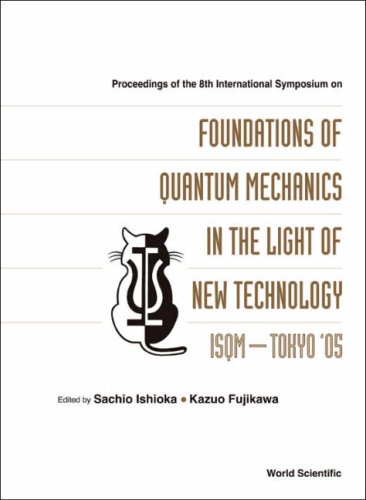 Proceedings of the 8th International Symposium on
FOUNDATIONS OF
QUANTUM MECHANICS
IN THE LIGHT OF
NEW TECHNOLOGY
ISQM — TOKYO '05
Edited by Sachio Ishioka • Kazuo Fujikawa
World Scientific